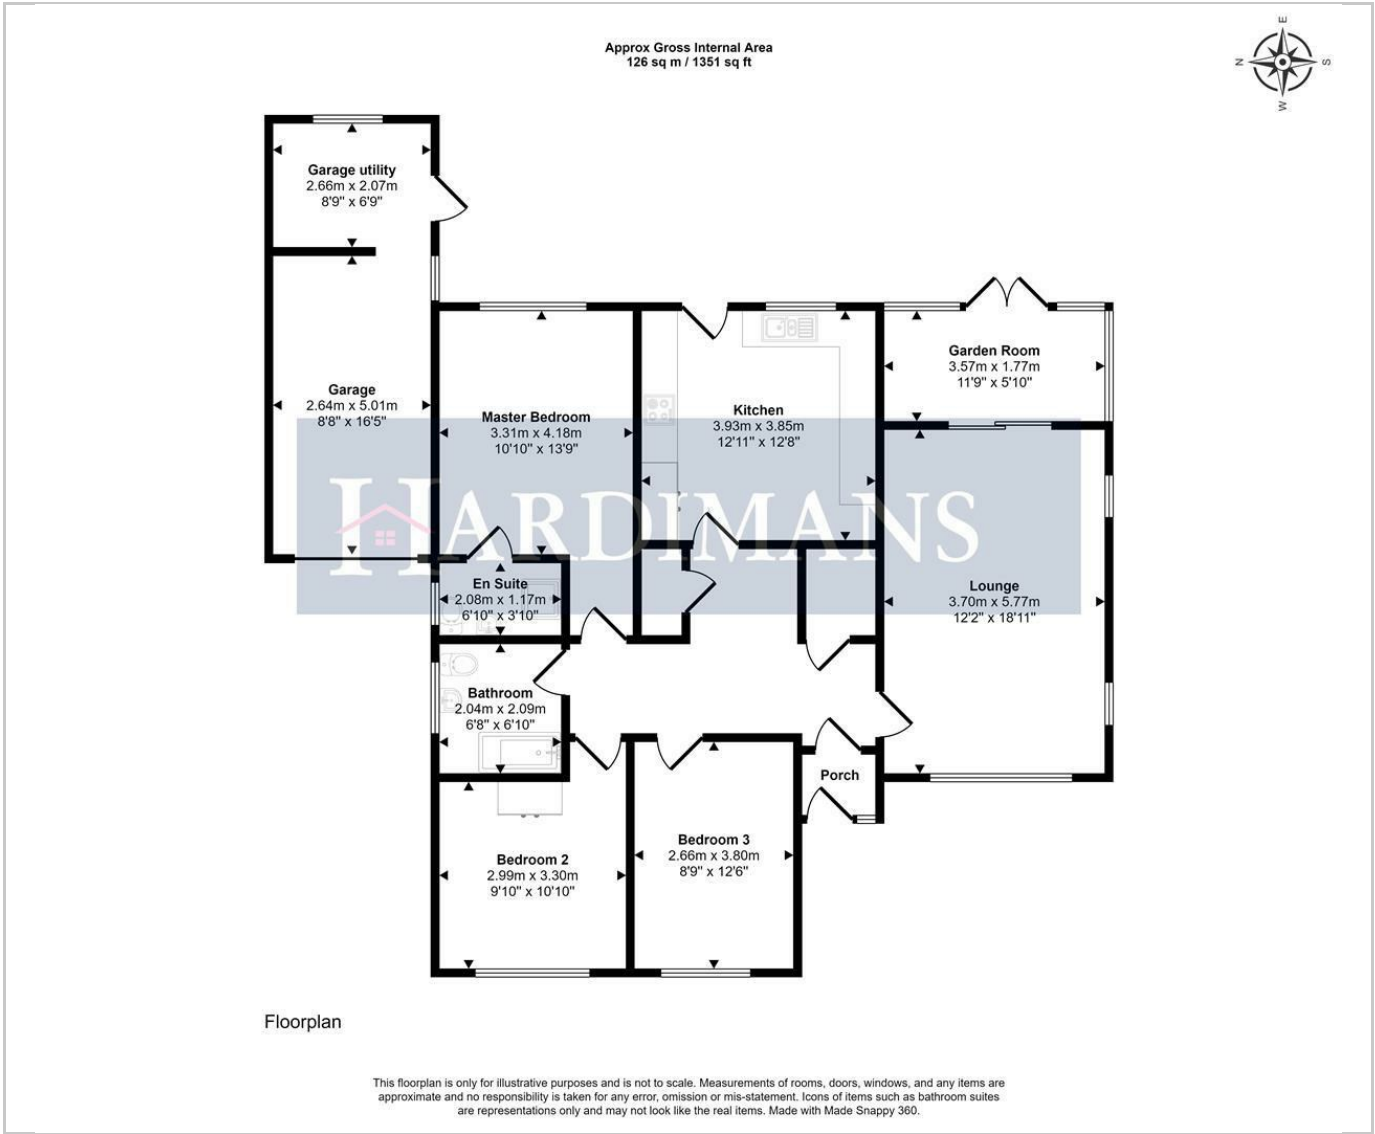 Approx Gross Internal Area
126 sq m / 1351 sq ft
E
N
S
W
Garage utility
2.66m x 2.07m
8'9" x 6'9"
Garage
2.64m x 5.01m
8'8" x 16'5"
Master Bedroom
3.31m x 4.18m
10'10" x 13'9"
Kitchen
3.93m x 3.85m
12'11" x 12'8"
Garden Room
3.57m x 1.77m
11'9" x 5'10"
HARDIMANS
En Suite
2.08m x 1.17m
6'10" x 3'10"
Lounge
3.70m x 5.77m
12'2" x 18'11"
Bathroom
2.04m x 2.09m
6'8" x 6'10"
Porch
Bedroom 2
2.99m x 3.30m
9'10" x 10'10"
Bedroom 3
2.66m x 3.80m
8'9" x 12'6"
Floorplan
This floorplan is only for illustrative purposes and is not to scale. Measurements of rooms, doors, windows, and any items are
approximate and no responsibility is taken for any error, omission or mis-statement. Icons of items such as bathroom suites
are representations only and may not look like the real items. Made with Made Snappy 360.